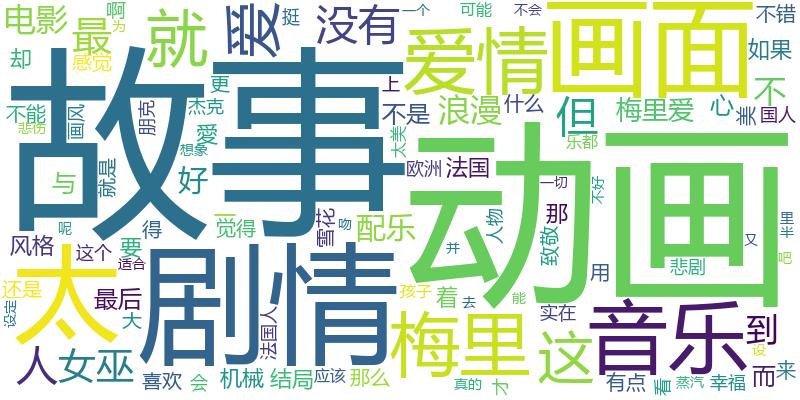 电影 最 啊 为 就 爱 挺 没有 一个 可能 不会 爱情 画面 不错
却 感觉 更 上 如果
不能 画风 朋克 杰克 不是 浪漫 什么 但 梅里爱 心 不 美 国人
悲伤 愛 想象 太美 乐都
故事 动画
与 就是 好 欧洲 法国 一切 不好
呢 得 觉得 雪花 吻 配乐 人物 那 致敬 里半
风格 这个 要 并 又
太 适合 剧情 法国人 悲剧 吧
还是 最后 孩子 着 去 能 用
设定 大 梅里 实在 音乐 到
人 女巫 这 设
喜欢 会 机械 结局 应该 那么 真的 才 有点 看 蒸汽 幸福 而 来